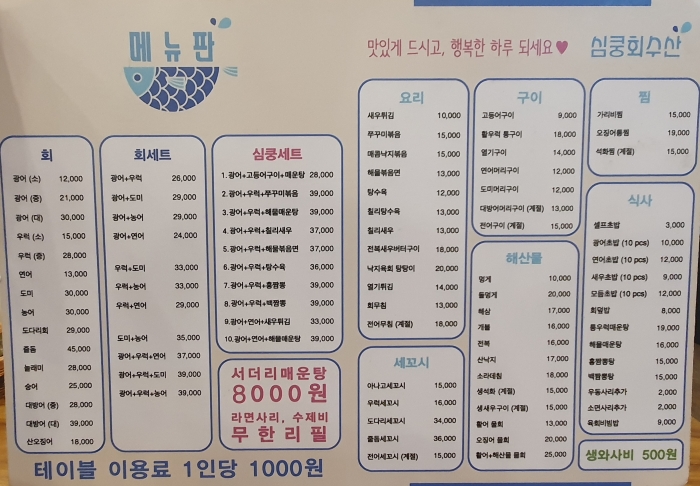 메뉴판
맛있게 드시고, 행복한 하루 되세요♥
심쿵회수산
회
광어 (소) 12,000
광어 (중) 21,000
광어 (대) 30,000
우럭 (소) 15,000
우럭 (중) 28,000
연어 13,000
도미 30,000
농어 30,000
도다리회 29,000
줄돔 45,000
놀래미 28,000
숭어 25,000
대방어 (중) 28,000
대방어 (대) 39,000
산오징어 18,000
회세트
광어+우럭 26,000
광어+도미 29,000
광어+농어 29,000
광어+연어 24,000
우럭+도미 33,000
우럭+농어 33,000
우럭+연어 29,000
도미+농어 35,000
광어+우럭+연어 37,000
광어+우럭+도미 39,000
광어+우럭+농어 39,000
심쿵세트
1.광어+고등어구이+매운탕 28,000
2.광어+우럭+쭈꾸미볶음 39,000
3.광어+우럭+해물볶음면 39,000
4.광어+우럭+칠리새우 37,000
5.광어+우럭+해물볶음면 37,000
6.광어+우럭+탕수육 36,000
7.광어+우럭+홍짬뽕 39,000
8.광어+우럭+백짬뽕 39,000
9.광어+연어+새우튀김 33,000
10.광어+연어+해물매운탕 39,000
서더리매운탕
8000원
라면사리, 수제비
무한리필
테이블 이용료 1인당 1000원
요리
새우튀김 10,000
쭈꾸미볶음 15,000
매콤낙지볶음 15,000
해물볶음면 13,000
탕수육 12,000
칠리탕수육 13,000
칠리새우 13,000
전복새우버터구이 18,000
낙지육회 탕탕이 20,000
열기튀김 14,000
회무침 13,000
전어무침 (계절) 18,000
세꼬시
아나고세꼬시 15,000
우럭세꼬시 16,000
도다리세꼬시 34,000
줄돔세꼬시 36,000
전어세꼬시 (계절) 15,000
구이
고등어구이 9,000
활우럭 통구이 18,000
열기구이 14,000
연어머리구이 12,000
도미머리구이 12,000
대방어머리구이 (계절) 13,000
전어구이 (계절) 15,000
해산물
멍게 10,000
돌멍게 20,000
해삼 17,000
개불 16,000
전복 16,000
산낙지 17,000
소라데침 18,000
생석화 (계절) 15,000
생새우구이 (계절) 15,000
활어 물회 13,000
오징어 물회 20,000
활어+해산물 물회 25,000
찜
가리비찜 15,000
오징어통찜 19,000
석화찜 (계절) 15,000
식사
셀프초밥 3,000
광어초밥 (10 pcs) 10,000
연어초밥 (10 pcs) 12,000
새우초밥 (10 pcs) 9,000
모듬초밥 (10 pcs) 12,000
회덮밥 8,000
통우럭매운탕 19,000
해물매운탕 16,000
홍짬뽕탕 15,000
백짬뽕탕 15,000
우동사리추가 2,000
소면사리추가 2,000
육회비빔밥 9,000
생와사비 500원